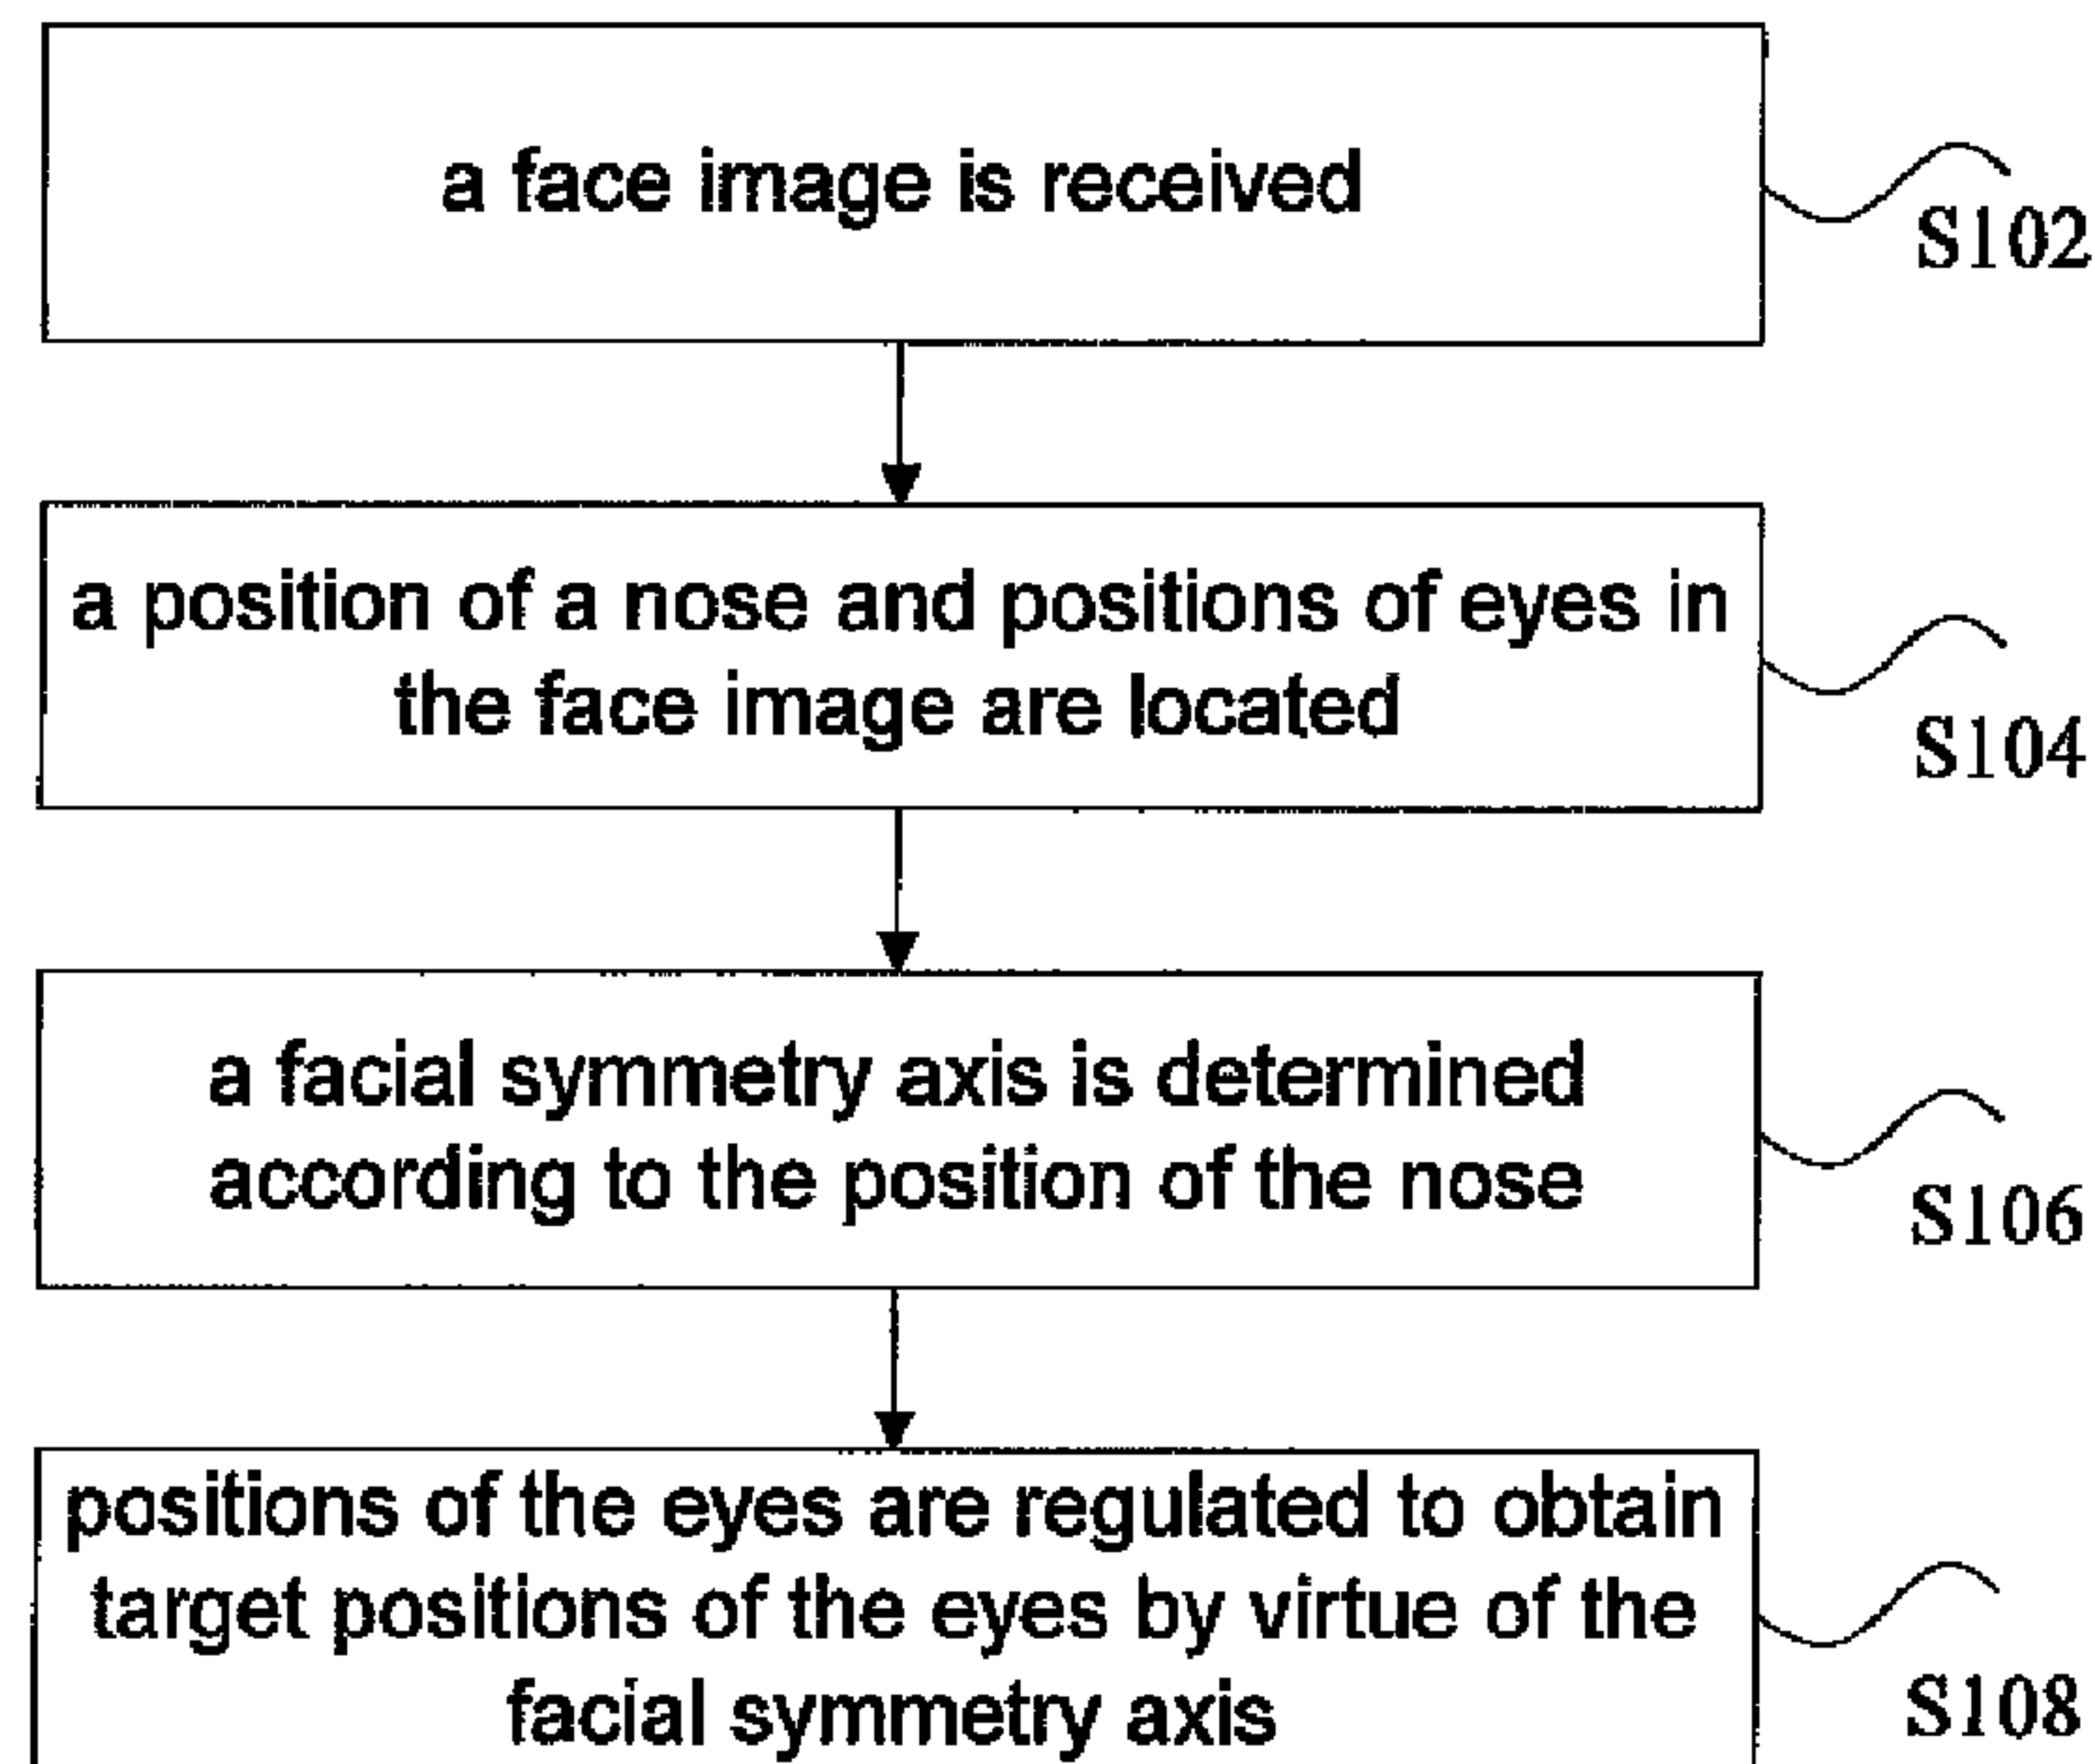 a face image is received
S102
a position of a nose and positions of eyes in
the face image are located
S104
a facial symmetry axis is determined
according to the position of the nose
S106
positions of the eyes are regulated to obtain
target positions of the eyes by virtue of the
facial symmetry axis
S108